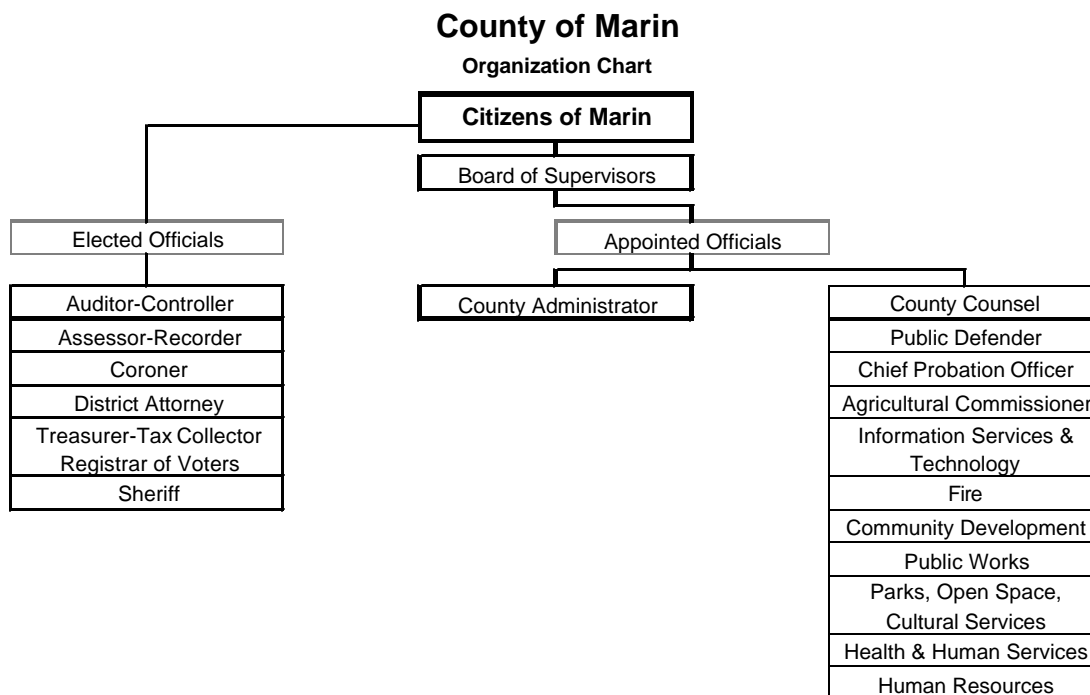 County of Marin
Organization Chart
Citizens of Marin
Board of Supervisors
Elected Officials
Appointed Officials
Auditor-Controller
Assessor-Recorder
Coroner
District Attorney
Treasurer-Tax Collector
Registrar of Voters
Sheriff
County Administrator
County Counsel
Public Defender
Chief Probation Officer
Agricultural Commissioner
Information Services &
Technology
Fire
Community Development
Public Works
Parks, Open Space,
Cultural Services
Health & Human Services
Human Resources